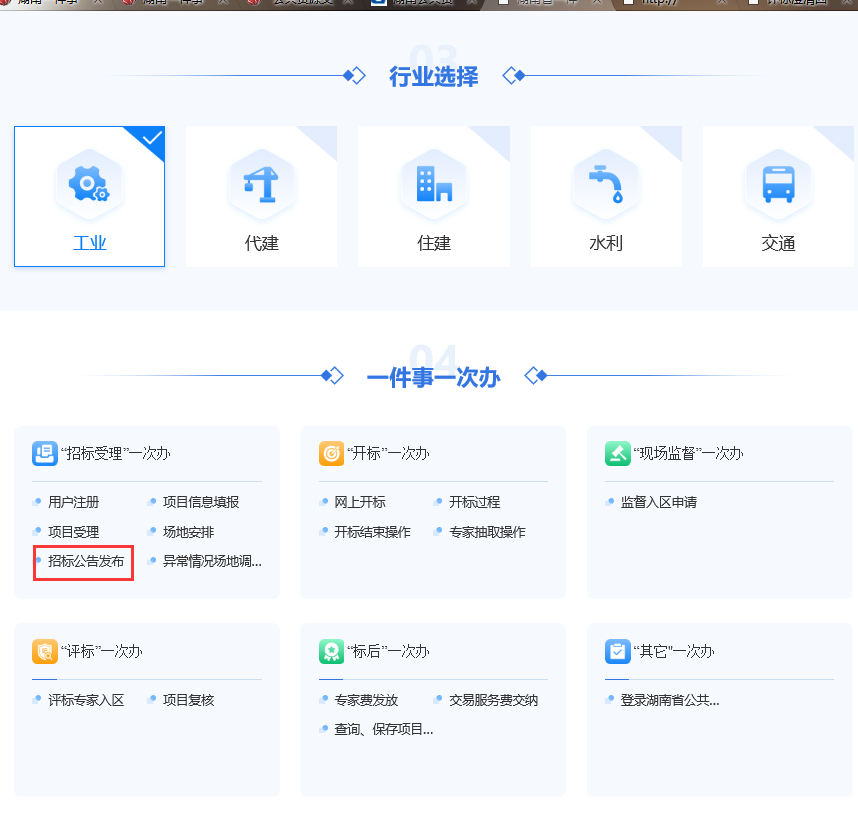 03
行业选择
工业
代建
住建
水利
交通
04
一件事一次办
“招标受理”一次办
用户注册
项目信息填报
项目受理
场地安排
招标公告发布
异常情况场地调...
“开标”一次办
网上开标
开标过程
开标结束操作
专家抽取操作
“现场监督”一次办
监督入区申请
“评标”一次办
评标专家入区
项目复核
“标后”一次办
专家费发放
交易服务费交纳
查询、保存项目...
“其它”一次办
登录湖南省公共...